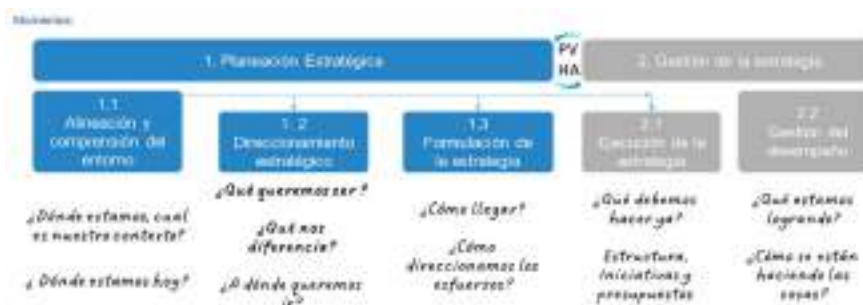 Momentos:
1. Planeación Estratégica
PV
HA
2. Gestión de la estrategia
1.1
Alineación y
comprensión del
entorno
1.2
Direccionamiento
estratégico
1.3
Formulación de
la estrategia
2.1
Ejecución de la
estrategia
2.2
Gestión del
desempeño
¿Dónde estamos, cual
es nuestro contexto?
¿Dónde estamos hoy?
¿Qué queremos ser?
¿Qué nos
diferencia?
¿A dónde queremos
ir?
¿Cómo llegar?
¿Cómo
direccionamos los
esfuerzos?
¿Qué debemos
hacer ya?
Estructura,
iniciativas y
presupuestos
¿Qué estamos
logrando?
¿Cómo se están
haciendo las
cosas?